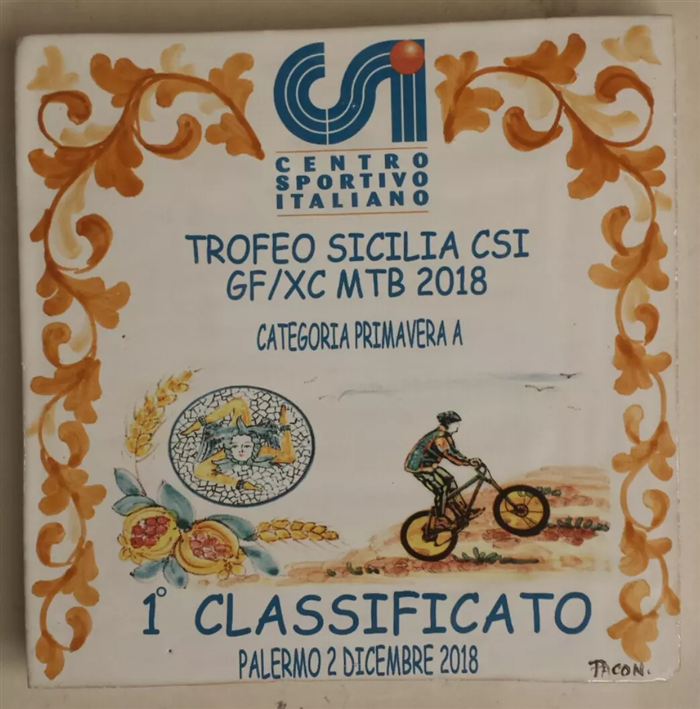 CSI
CENTRO
SPORTIVO
ITALIANO
TROFEO SICILIA CSI
GF/XC MTB 2018
CATEGORIA PRIMAVERA A
1° CLASSIFICATO
PALERMO 2 DICEMBRE 2018